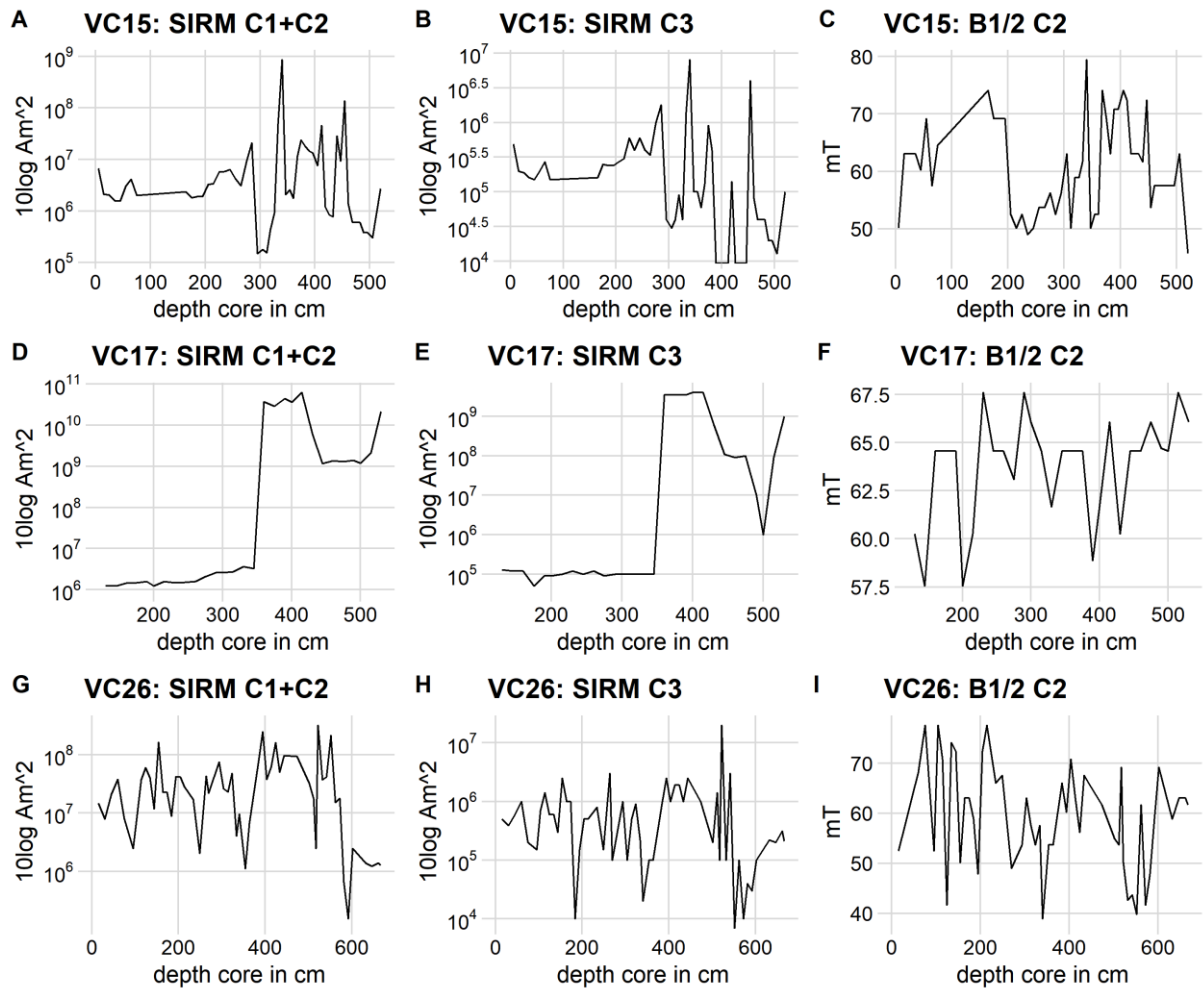 A VC15: SIRM C1+C2
10log Am^2
10^9
10^8
10^7
10^6
10^5
0 100 200 300 400 500
depth core in cm
B VC15: SIRM C3
10log Am^2
10^7
10^6.5
10^6
10^5.5
10^5
10^4.5
10^4
0 100 200 300 400 500
depth core in cm
C VC15: B1/2 C2
mT
80
70
60
50
0 100 200 300 400 500
depth core in cm
D VC17: SIRM C1+C2
10log Am^2
10^11
10^10
10^9
10^8
10^7
10^6
200 300 400 500
depth core in cm
E VC17: SIRM C3
10log Am^2
10^9
10^8
10^7
10^6
10^5
200 300 400 500
depth core in cm
F VC17: B1/2 C2
mT
67.5
65.0
62.5
60.0
57.5
200 300 400 500
depth core in cm
G VC26: SIRM C1+C2
10log Am^2
10^8
10^7
10^6
0 200 400 600
depth core in cm
H VC26: SIRM C3
10log Am^2
10^7
10^6
10^5
10^4
0 200 400 600
depth core in cm
I VC26: B1/2 C2
mT
70
60
50
40
0 200 400 600
depth core in cm